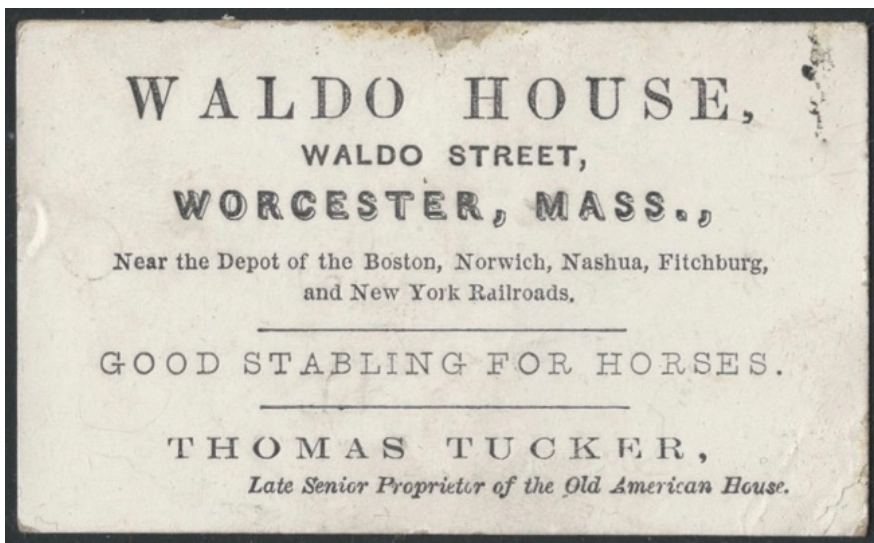 WALDO HOUSE,
WALDO STREET,
WORCESTER, MASS.,
Near the Depot of the Boston, Norwich, Nashua, Fitchburg,
and New York Railroads.
GOOD STABLING FOR HORSES.
THOMAS TUCKER,
Late Senior Proprietor of the Old American House.